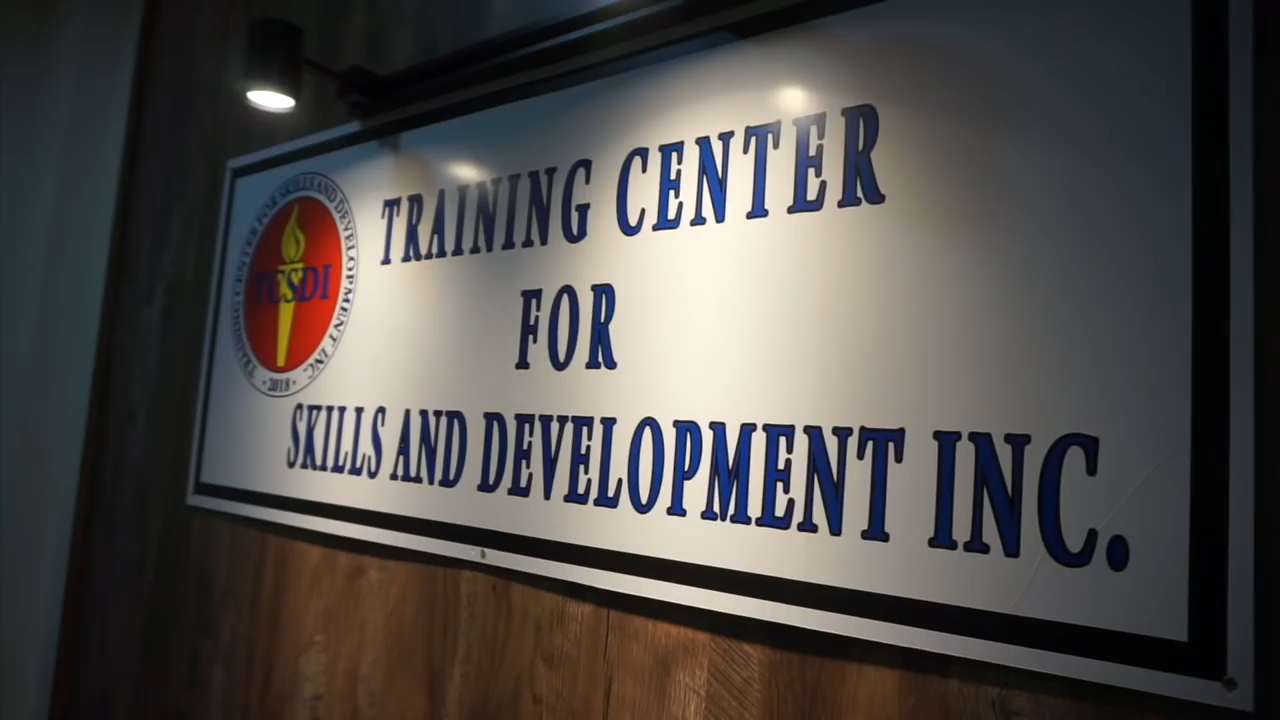 TRAINING CENTER FOR SKILLS AND DEVELOPMENT INC.
TCSDI
· 2018 ·
TRAINING CENTER
FOR
SKILLS AND DEVELOPMENT INC.